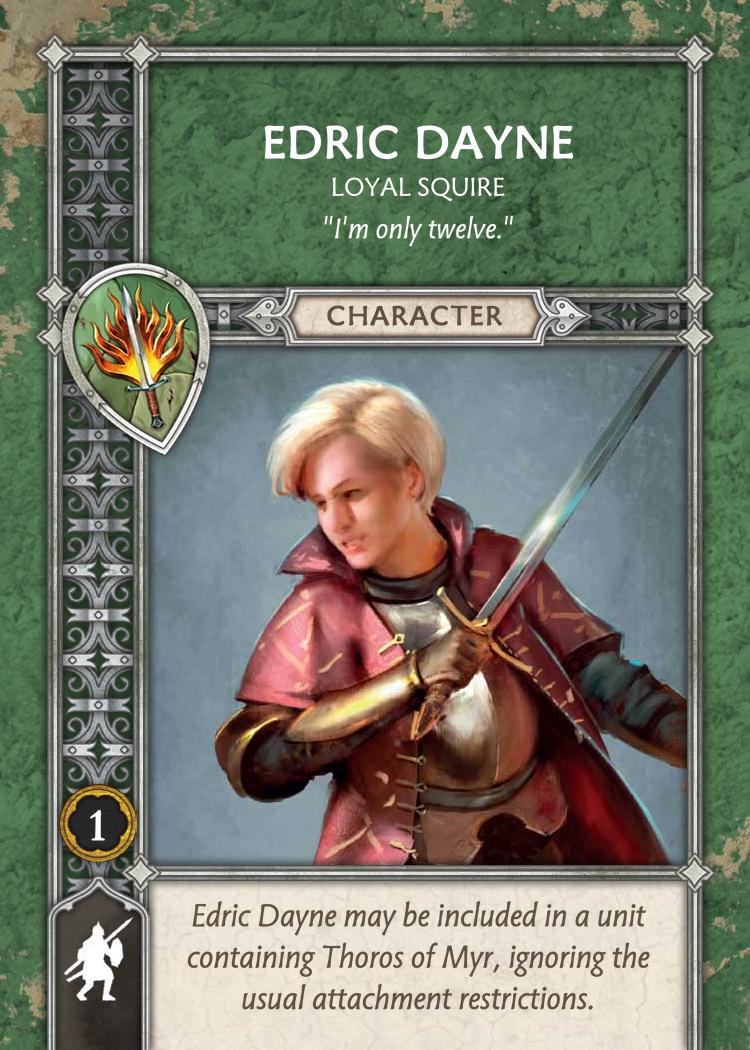 EDRIC DAYNE
LOYAL SQUIRE
"I'm only twelve."
CHARACTER
1
Edric Dayne may be included in a unit
containing Thoros of Myr, ignoring the
usual attachment restrictions.